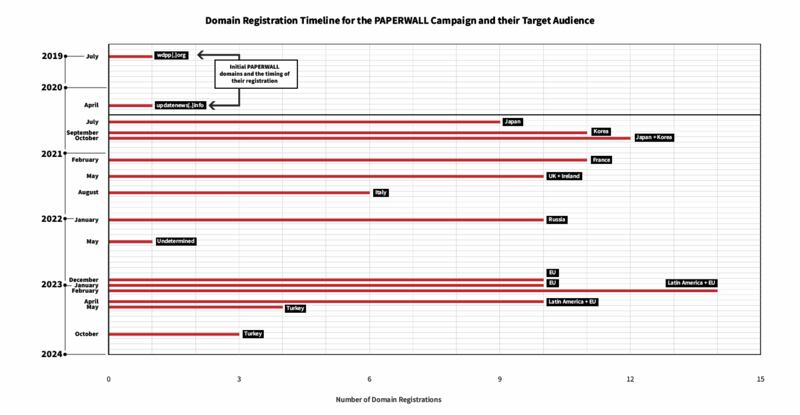 Domain Registration Timeline for the PAPERWALL Campaign and their Target Audience
2019
July
wdpp[.]org
Initial PAPERWALL
domains and the timing of
their registration
2020
April
updatenews[.]info
July
Japan
September
Korea
October
Japan + Korea
2021
February
France
May
UK + Ireland
August
Italy
2022
January
Russia
May
Undetermined
December
EU
2023
January
EU
Latin America + EU
February
April
Latin America + EU
May
Turkey
October
Turkey
2024
0 3 6 9 12 15
Number of Domain Registrations